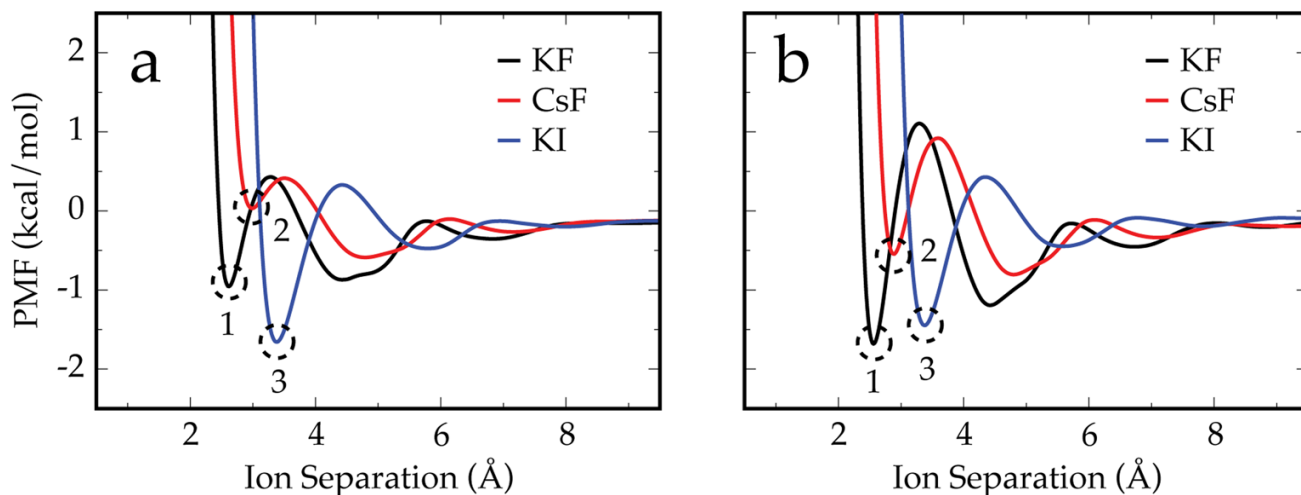 a
KF
CsF
KI
2
1
0
-1
-2
PMF (kcal/mol)
1
2
3
2
4
6
8
Ion Separation (Å)
b
KF
CsF
KI
1
2
3
2
4
6
8
Ion Separation (Å)